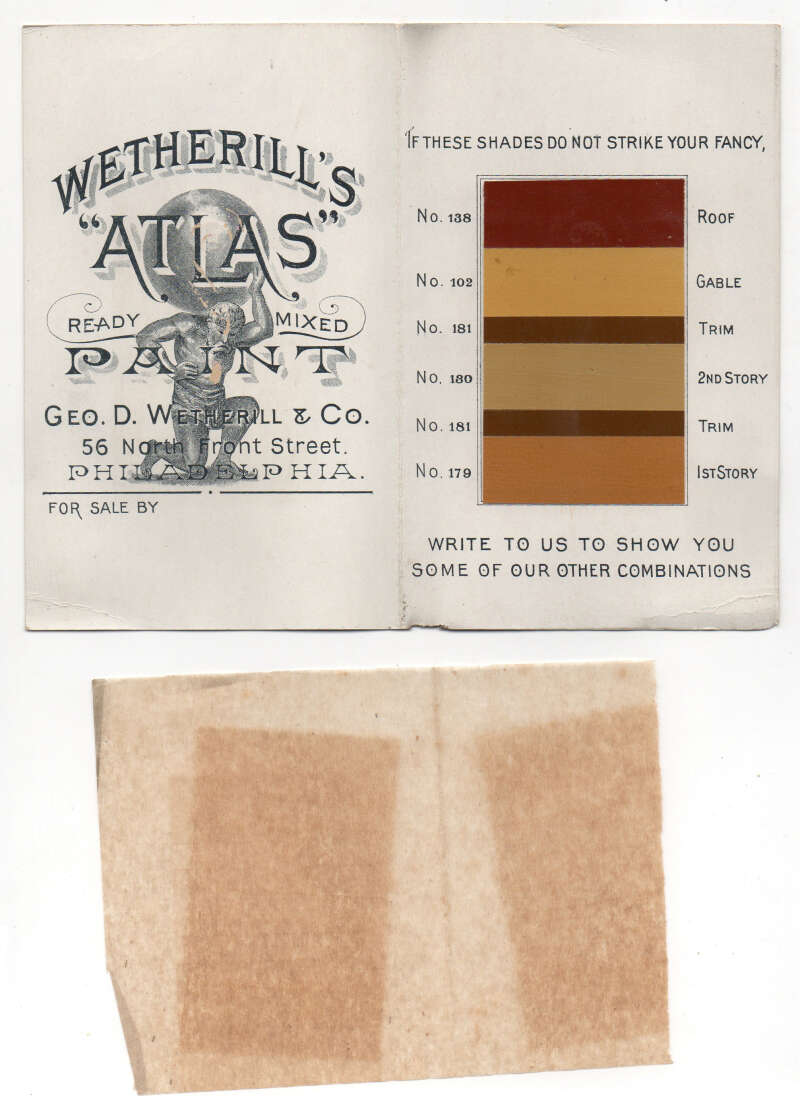 WETHERILL'S
"ATLAS"
READY MIXED
PAINT
GEO. D. WETHERILL & CO.
56 North Front Street.
PHILADELPHIA.
FOR SALE BY
IF THESE SHADES DO NOT STRIKE YOUR FANCY,
No. 138 ROOF
No. 102 GABLE
No. 181 TRIM
No. 180 2ND STORY
No. 181 TRIM
No. 179 1ST STORY
WRITE TO US TO SHOW YOU
SOME OF OUR OTHER COMBINATIONS